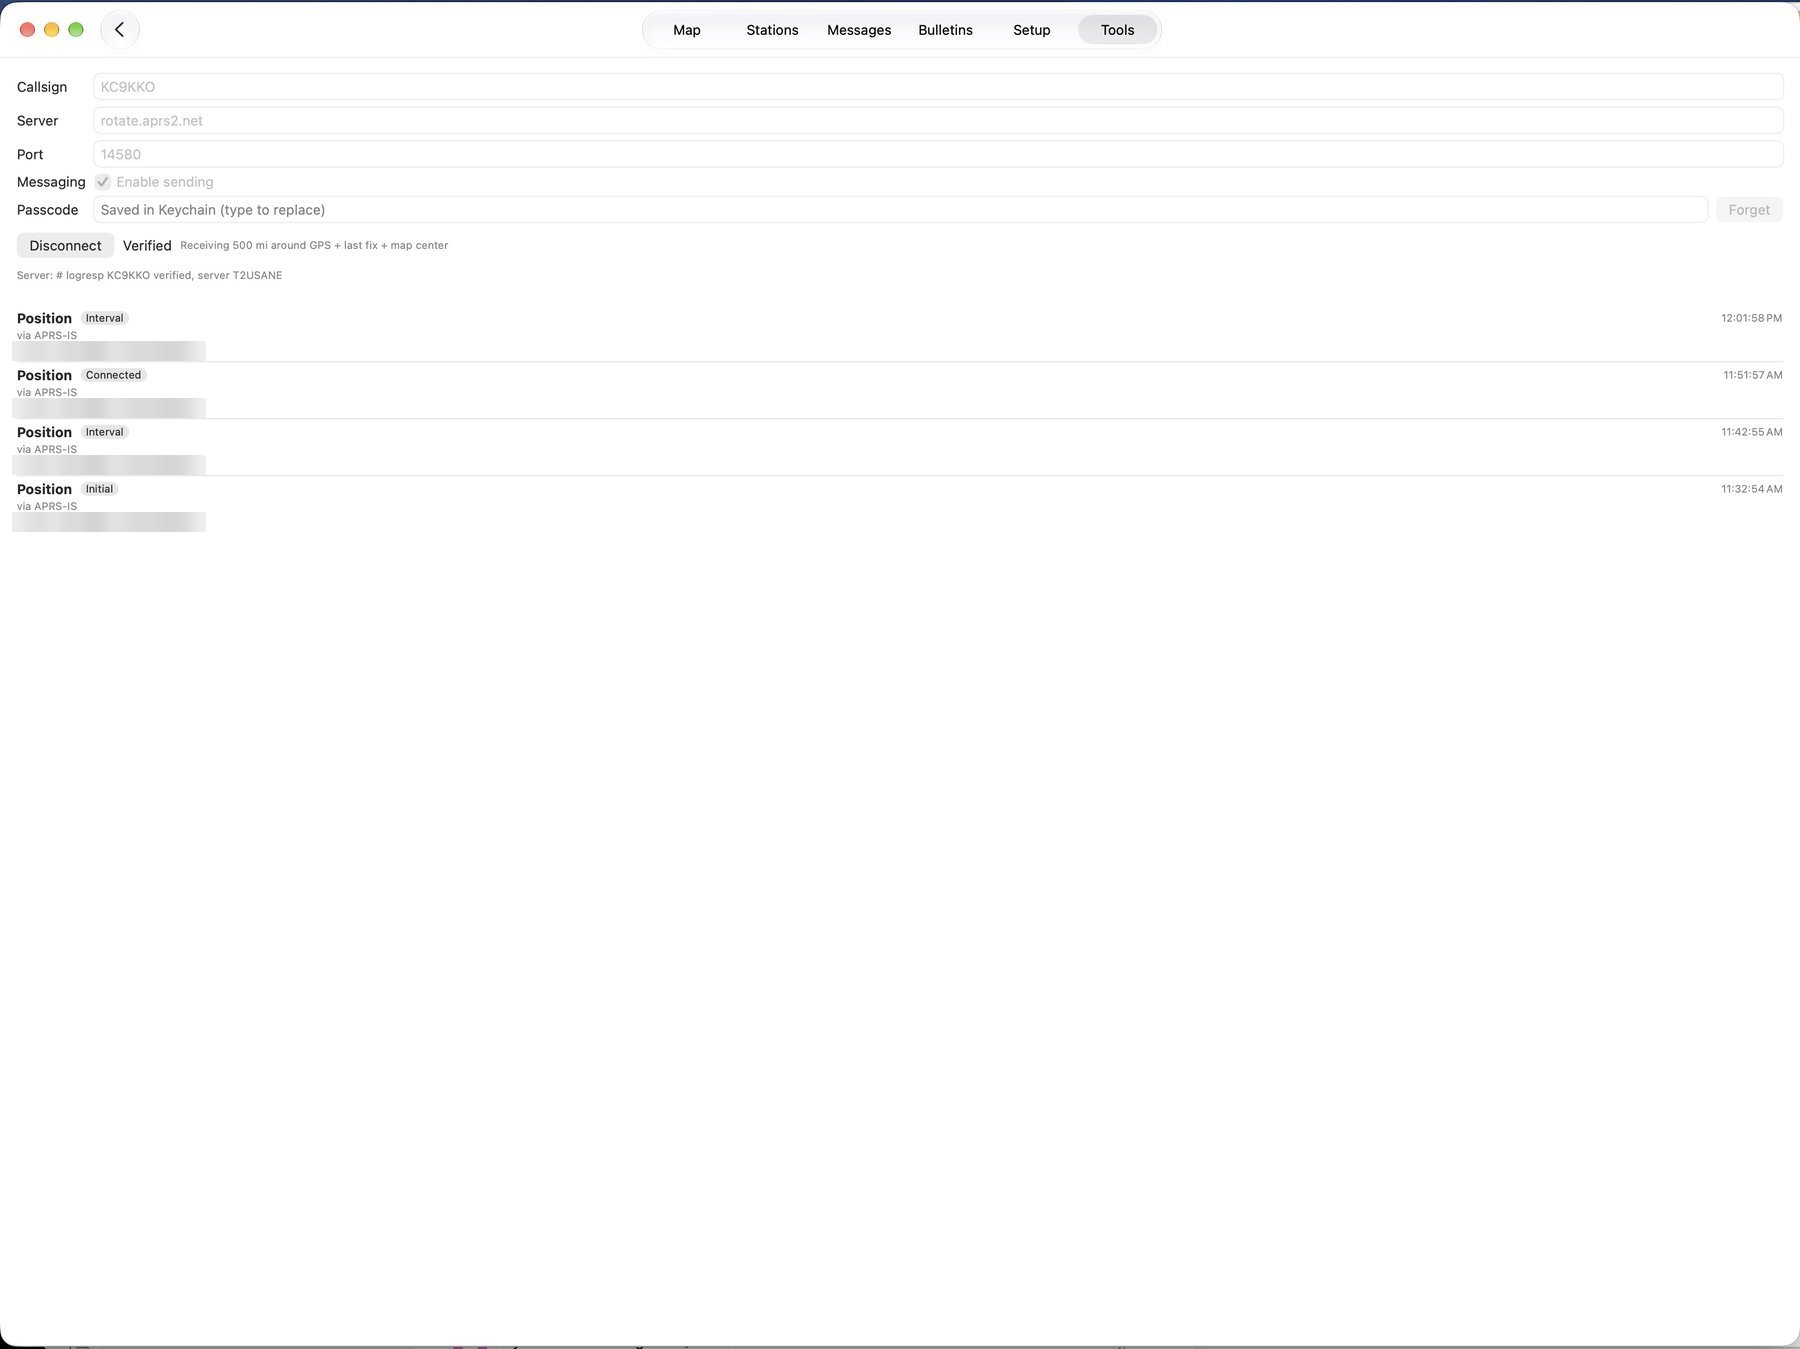 Map Stations Messages Bulletins Setup Tools
Callsign KC9KKO
Server rotate.aprs2.net
Port 14580
Messaging Enable sending
Passcode Saved in Keychain (type to replace) Forget
Disconnect Verified Receiving 500 mi around GPS + last fix + map center
Server: # logresp KC9KKO verified, server T2USANE
Position Interval 12:01:58 PM
via APRS-IS
Position Connected 11:51:57 AM
via APRS-IS
Position Interval 11:42:55 AM
via APRS-IS
Position Initial 11:32:54 AM
via APRS-IS